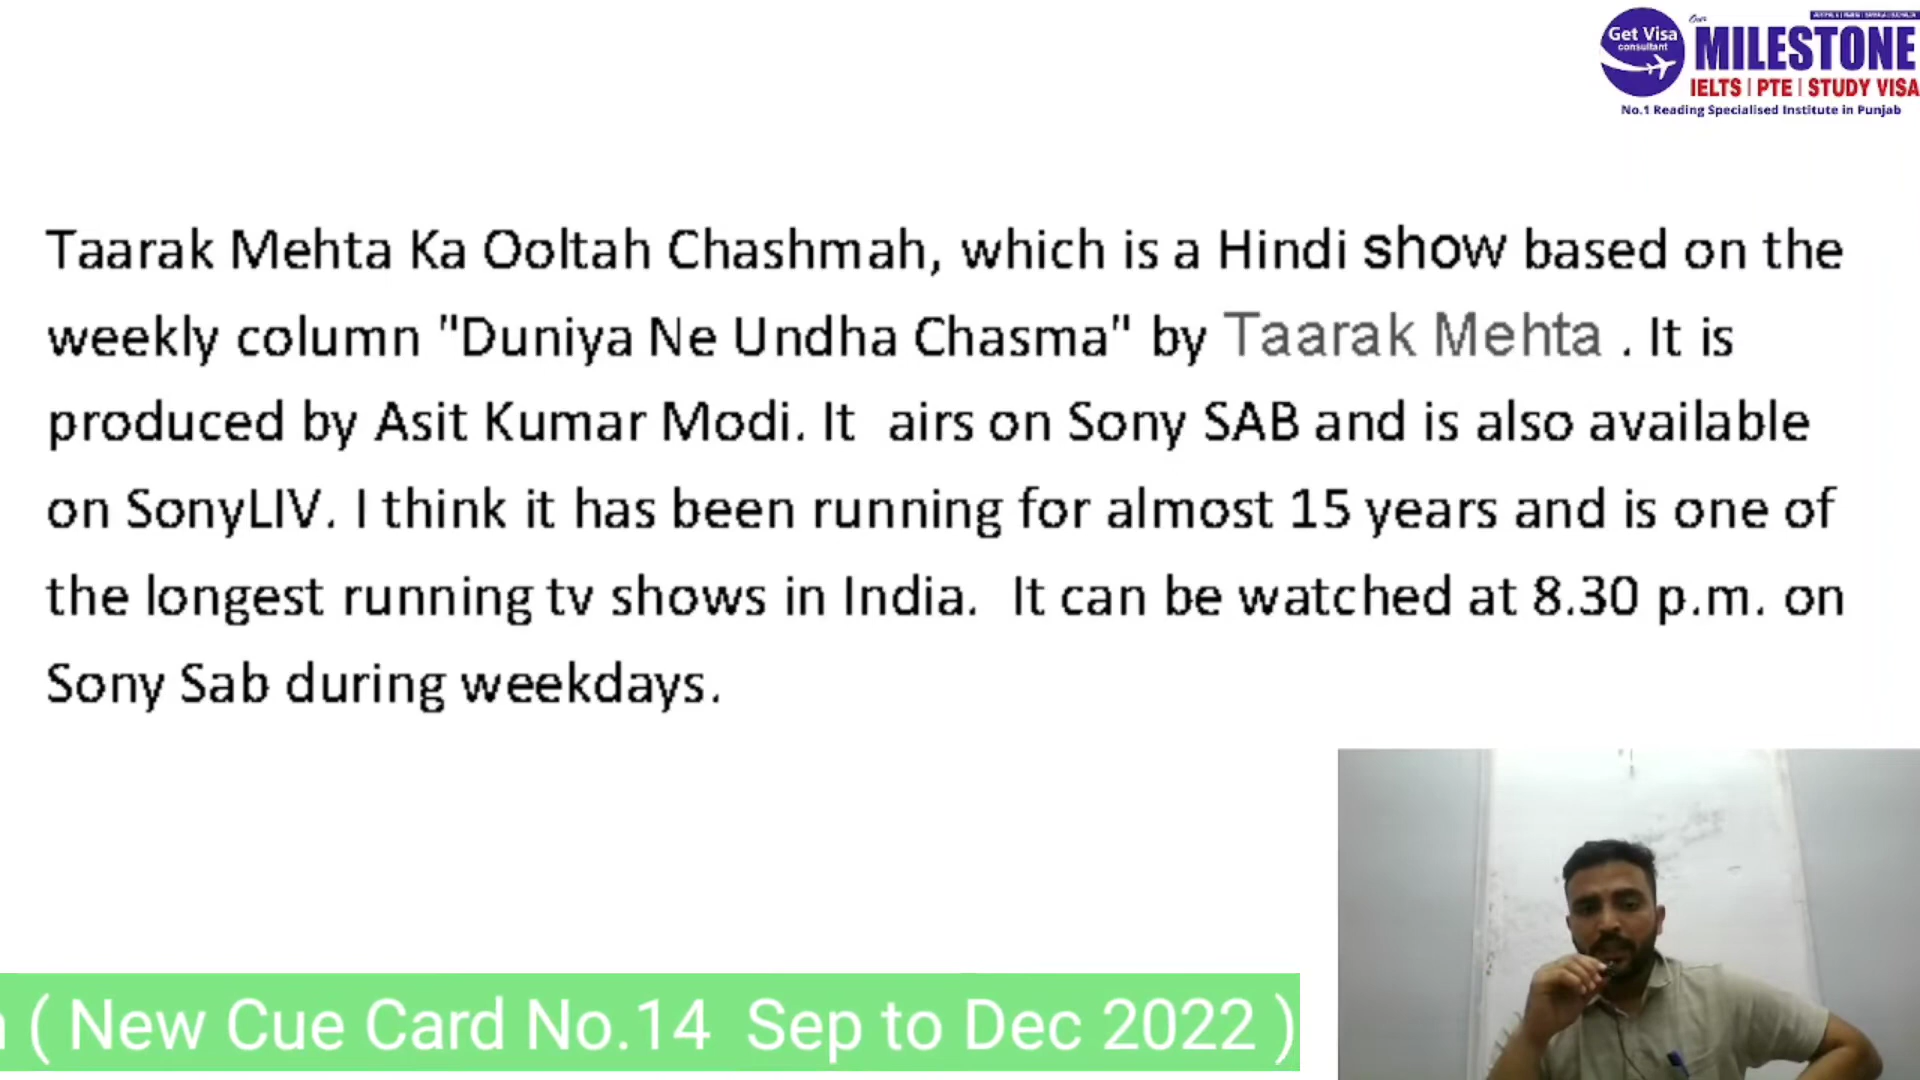 Get Visa
consultant
Our
MILESTONE
IELTS | PTE | STUDY VISA
No.1 Reading Specialised Institute in Punjab
Taarak Mehta Ka Ooltah Chashmah, which is a Hindi show based on the
weekly column "Duniya Ne Undha Chasma" by Taarak Mehta . It is
produced by Asit Kumar Modi. It airs on Sony SAB and is also available
on SonyLIV. I think it has been running for almost 15 years and is one of
the longest running tv shows in India. It can be watched at 8.30 p.m. on
Sony Sab during weekdays.
( New Cue Card No.14 Sep to Dec 2022 )